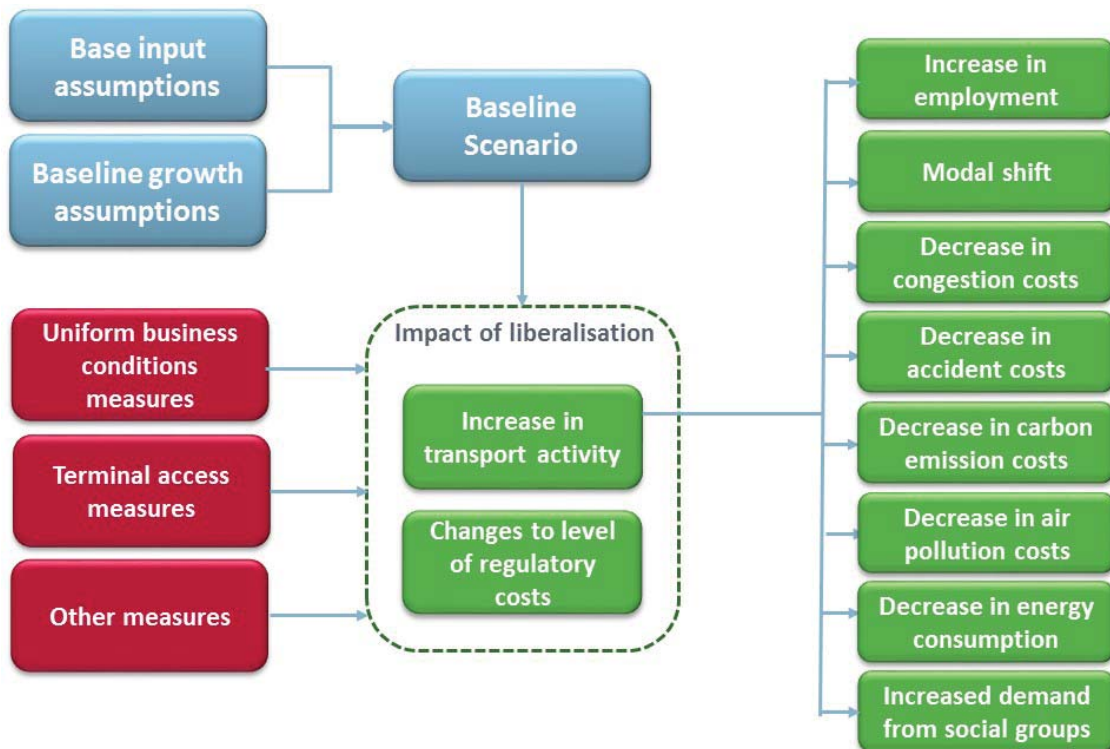 Base input
assumptions
Baseline growth
assumptions
Baseline
Scenario
Uniform business
conditions
measures
Terminal access
measures
Other measures
Impact of liberalisation
Increase in
transport activity
Changes to level
of regulatory
costs
Increase in
employment
Modal shift
Decrease in
congestion costs
Decrease in
accident costs
Decrease in carbon
emission costs
Decrease in air
pollution costs
Decrease in energy
consumption
Increased demand
from social groups